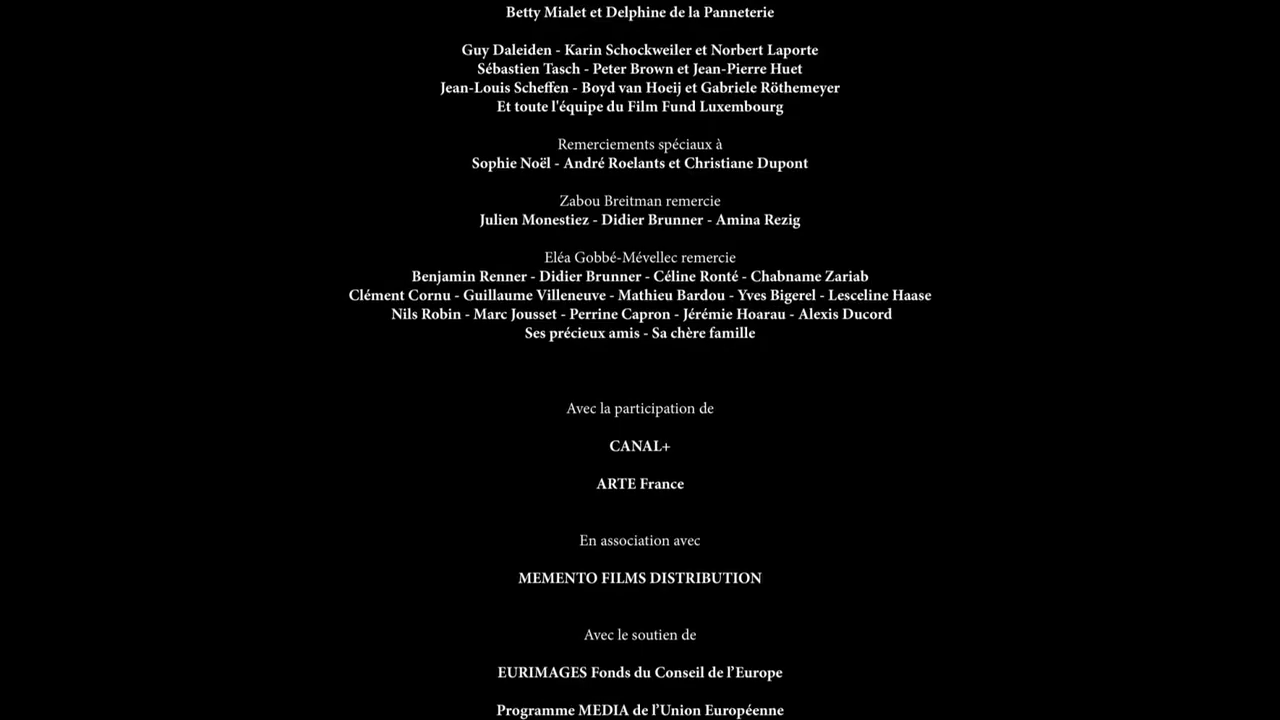 Betty Mialet et Delphine de la Panneterie
Guy Daleiden - Karin Schockweiler et Norbert Laporte
Sébastien Tasch - Peter Brown et Jean-Pierre Huet
Jean-Louis Scheffen - Boyd van Hoeij et Gabriele Röthemeyer
Et toute l'équipe du Film Fund Luxembourg
Remerciements spéciaux à
Sophie Noël - André Roelants et Christiane Dupont
Zabou Breitman remercie
Julien Monestiez - Didier Brunner - Amina Rezig
Eléa Gobbé-Mévellec remercie
Benjamin Renner - Didier Brunner - Céline Ronté - Chabname Zariab
Clément Cornu - Guillaume Villeneuve - Mathieu Bardou - Yves Bigerel - Lesceline Haase
Nils Robin - Marc Jousset - Perrine Capron - Jérémie Hoarau - Alexis Ducord
Ses précieux amis - Sa chère famille
Avec la participation de
CANAL+
ARTE France
En association avec
MEMENTO FILMS DISTRIBUTION
Avec le soutien de
EURIMAGES Fonds du Conseil de l’Europe
Programme MEDIA de l’Union Européenne